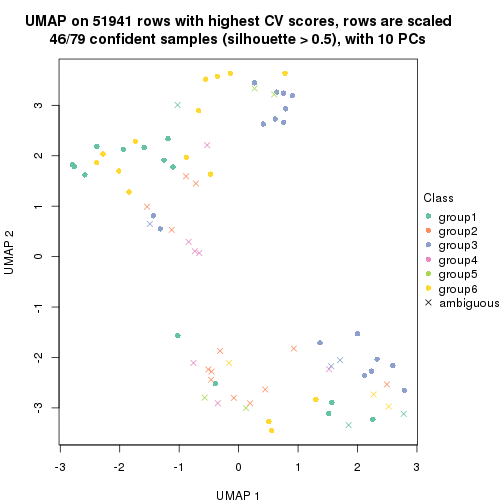 UMAP on 51941 rows with highest CV scores, rows are scaled
46/79 confident samples (silhouette > 0.5), with 10 PCs
3
2
1
0
-1
-2
-3
UMAP 2
-3 -2 -1 0 1 2 3
UMAP 1
Class
group1
group2
group3
group4
group5
group6
ambiguous